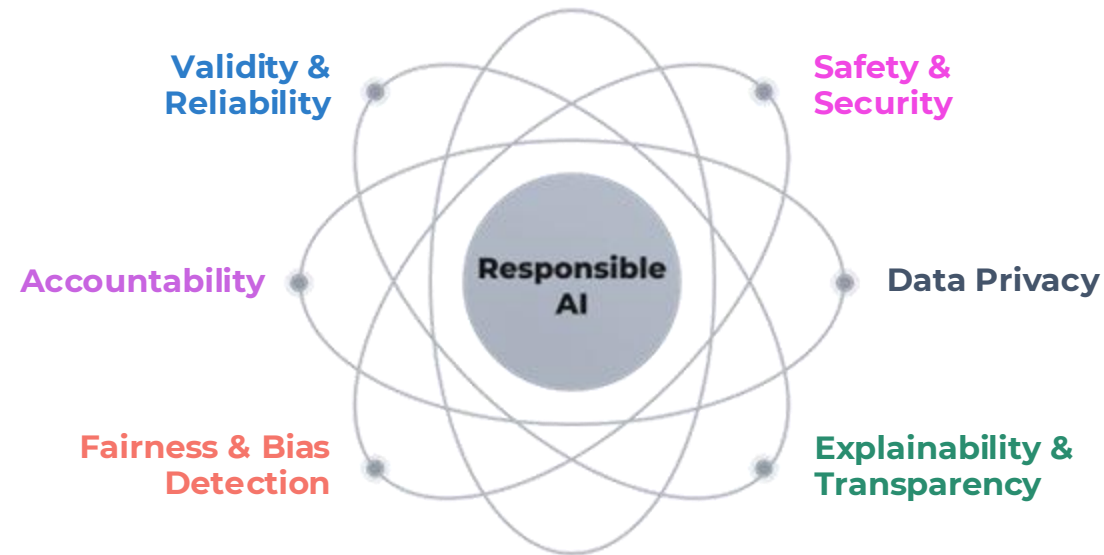 Validity &
Reliability
Safety &
Security
Accountability
Responsible
AI
Data Privacy
Fairness & Bias
Detection
Explainability &
Transparency